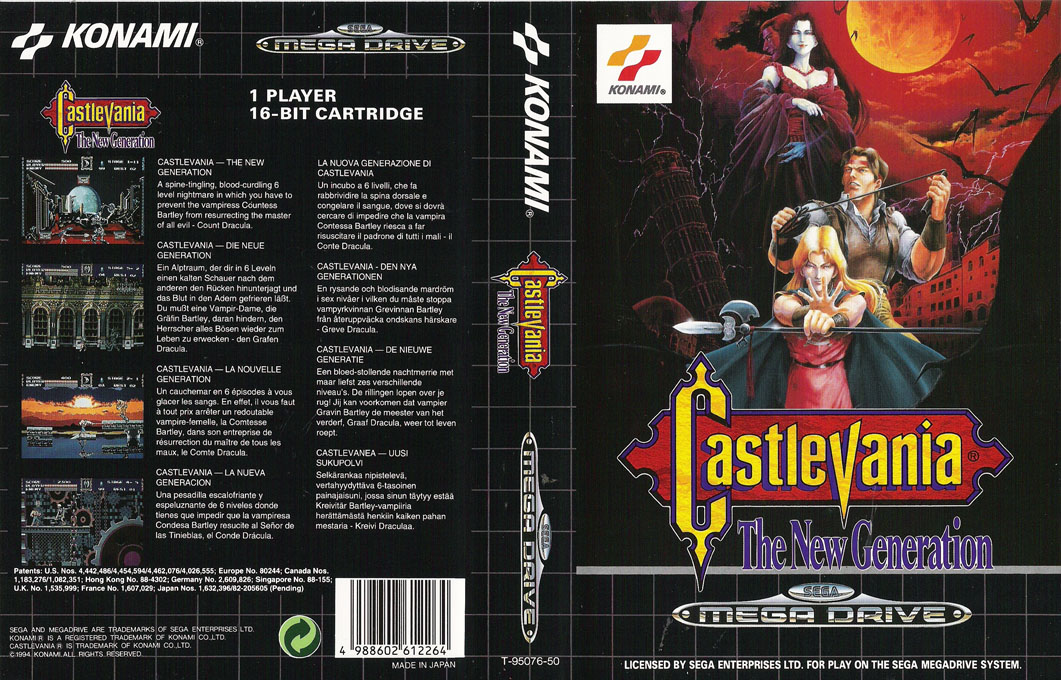 KONAMI®
SEGA
MEGA DRIVE
Castlevania
The New Generation
1 PLAYER
16-BIT CARTRIDGE
CASTLEVANIA — THE NEW
GENERATION
A spine-tingling, blood-curdling 6
level nightmare in which you have to
prevent the vampiress Countess
Bartley from resurrecting the master
of all evil - Count Dracula.
CASTLEVANIA — DIE NEUE
GENERATION
Ein Alptraum, der dir in 6 Leveln
einen kalten Schauer nach dem
anderen den Rücken hinunterjagt und
das Blut in den Adern gefrieren läßt.
Du mußt eine Vampir-Dame, die
Gräfin Bartley, daran hindern, den
Herrscher alles Bösen wieder zum
Leben zu erwecken - den Grafen
Dracula.
CASTLEVANIA — LA NOUVELLE
GENERATION
Un cauchemar en 6 épisodes à vous
glacer les sangs. En effet, il vous faut
à tout prix arrêter un redoutable
vampire-femelle, la Comtesse
Bartley, dans son entreprise de
résurrection du maître de tous les
maux, le Comte Dracula.
CASTLEVANIA — LA NUEVA
GENERACION
Una pesadilla escalofriante y
espeluznante de 6 niveles donde
tienes que impedir que la vampiresa
Condesa Bartley resucite al Señor de
las Tinieblas, el Conde Drácula.
LA NUOVA GENERAZIONE DI
CASTLEVANIA
Un incubo a 6 livelli, che fa
rabbrividire la spina dorsale e
congelare il sangue, dove si dovrà
cercare di impedire che la vampira
Contessa Bartley riesca a far
risuscitare il padrone di tutti i mali - il
Conte Dracula.
CASTLEVANIA - DEN NYA
GENERATIONEN
En rysande och blodisande mardröm
i sex nivåer i vilken du måste stoppa
vampyrkvinnan Grevinnan Bartley
från återuppväcka ondskans härskare
- Greve Dracula.
CASTLEVANIA — DE NIEUWE
GENERATIE
Een bloed-stollende nachtmerrie met
maar liefst zes verschillende
niveau's. De rillingen lopen over je
rug! Jij kan voorkomen dat vampier
Gravin Bartley de meester van het
verderf, Graaf Dracula, weer tot leven
roept.
CASTLEVANEA — UUSI
SUKUPOLVI
Selkärankaa nipistelevä,
vertahyydyttävä 6-tasoinen
painajaisuni, jossa sinun täytyy estää
Kreivitär Bartley-vampiiria
herättämästä henkiin kaiken pahan
mestaria - Kreivi Draculaa.
Patents: U.S. Nos. 4,442,486/4,454,594/4,462,076/4,026,555; Europe No. 80244; Canada Nos.
1,183,276/1,082,351; Hong Kong No. 88-4302; Germany No. 2,609,826; Singapore No. 88-155;
U.K. No. 1,535,999; France No. 1,607,029; Japan Nos. 1,632,396/82-205605 (Pending)
SEGA AND MEGADRIVE ARE TRADEMARKS OF SEGA ENTERPRISES LTD.
KONAMI® IS A REGISTERED TRADEMARK OF KONAMI CO.,LTD.
CASTLEVANIA® IS TRADEMARK OF KONAMI CO.,LTD.
©1994 KONAMI ALL RIGHTS RESERVED.
4 988602 612264
MADE IN JAPAN
KONAMI®
Castlevania
The New Generation
SEGA
MEGA DRIVE
T-95076-50
KONAMI®
Castlevania®
The New Generation
SEGA
MEGA DRIVE
LICENSED BY SEGA ENTERPRISES LTD. FOR PLAY ON THE SEGA MEGADRIVE SYSTEM.